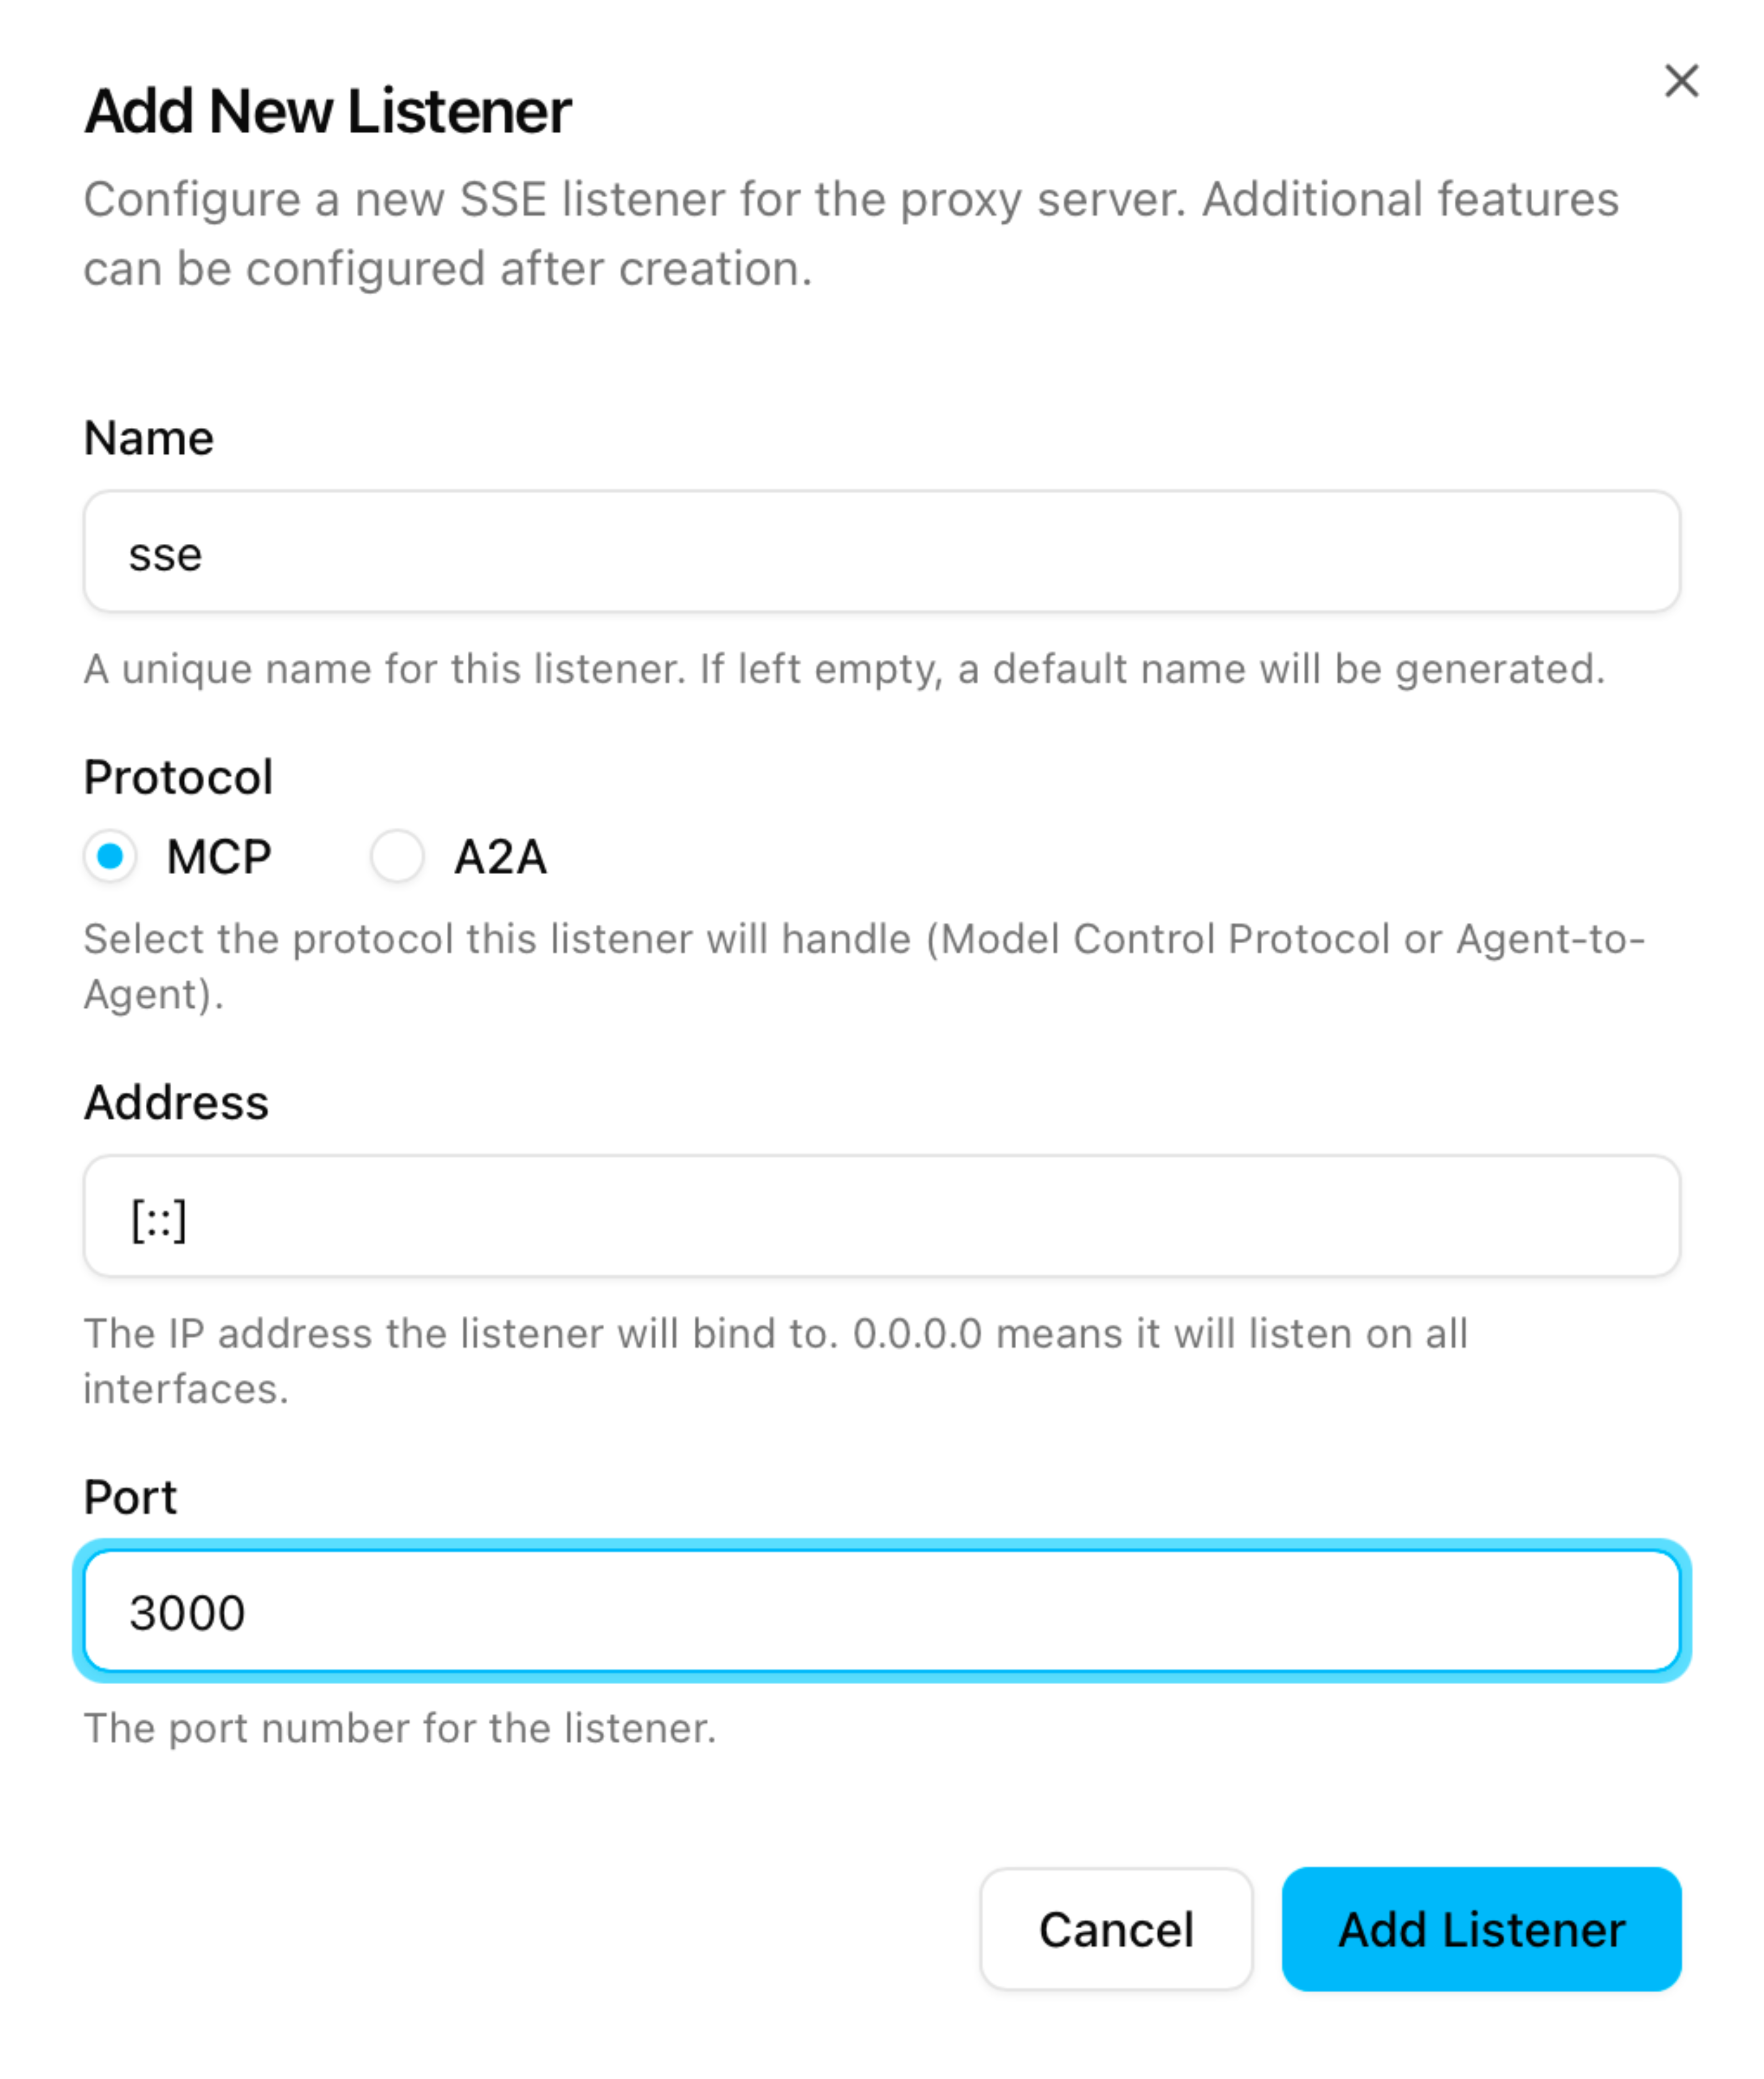 Add New Listener
Configure a new SSE listener for the proxy server. Additional features
can be configured after creation.
Name
sse
A unique name for this listener. If left empty, a default name will be generated.
Protocol
MCP A2A
Select the protocol this listener will handle (Model Control Protocol or Agent-to-
Agent).
Address
[::]
The IP address the listener will bind to. 0.0.0.0 means it will listen on all
interfaces.
Port
3000
The port number for the listener.
Cancel Add Listener